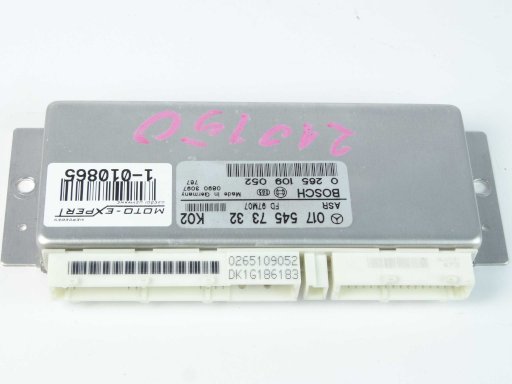 210150
017 545 73 32 K02
ASR FD 97M07
BOSCH Made in Germany
0 265 109 052 0890 3097
767
MOTO-EXPERT
1-010865
0265109052
DK1G186183